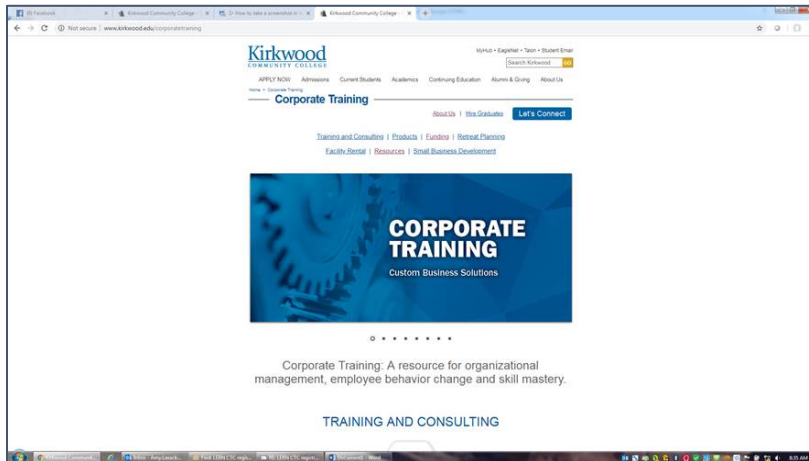 (6) Facebook
Kirkwood Community College
How to take a screenshot in
Kirkwood Community College
Not secure | www.kirkwood.edu/corporatetraining
Kirkwood
COMMUNITY COLLEGE
MyHub • EagleNet • Talon • Student Email
Search Kirkwood GO
APPLY NOW Admissions Current Students Academics Continuing Education Alumni & Giving About Us
Home > Corporate Training
Corporate Training
About Us | Hire Graduates Let's Connect
Training and Consulting | Products | Funding | Retreat Planning
Facility Rental | Resources | Small Business Development
CORPORATE
TRAINING
Custom Business Solutions
Corporate Training: A resource for organizational
management, employee behavior change and skill mastery.
TRAINING AND CONSULTING
Kirkwood Communit...
Document1 - Word
8:35 AM